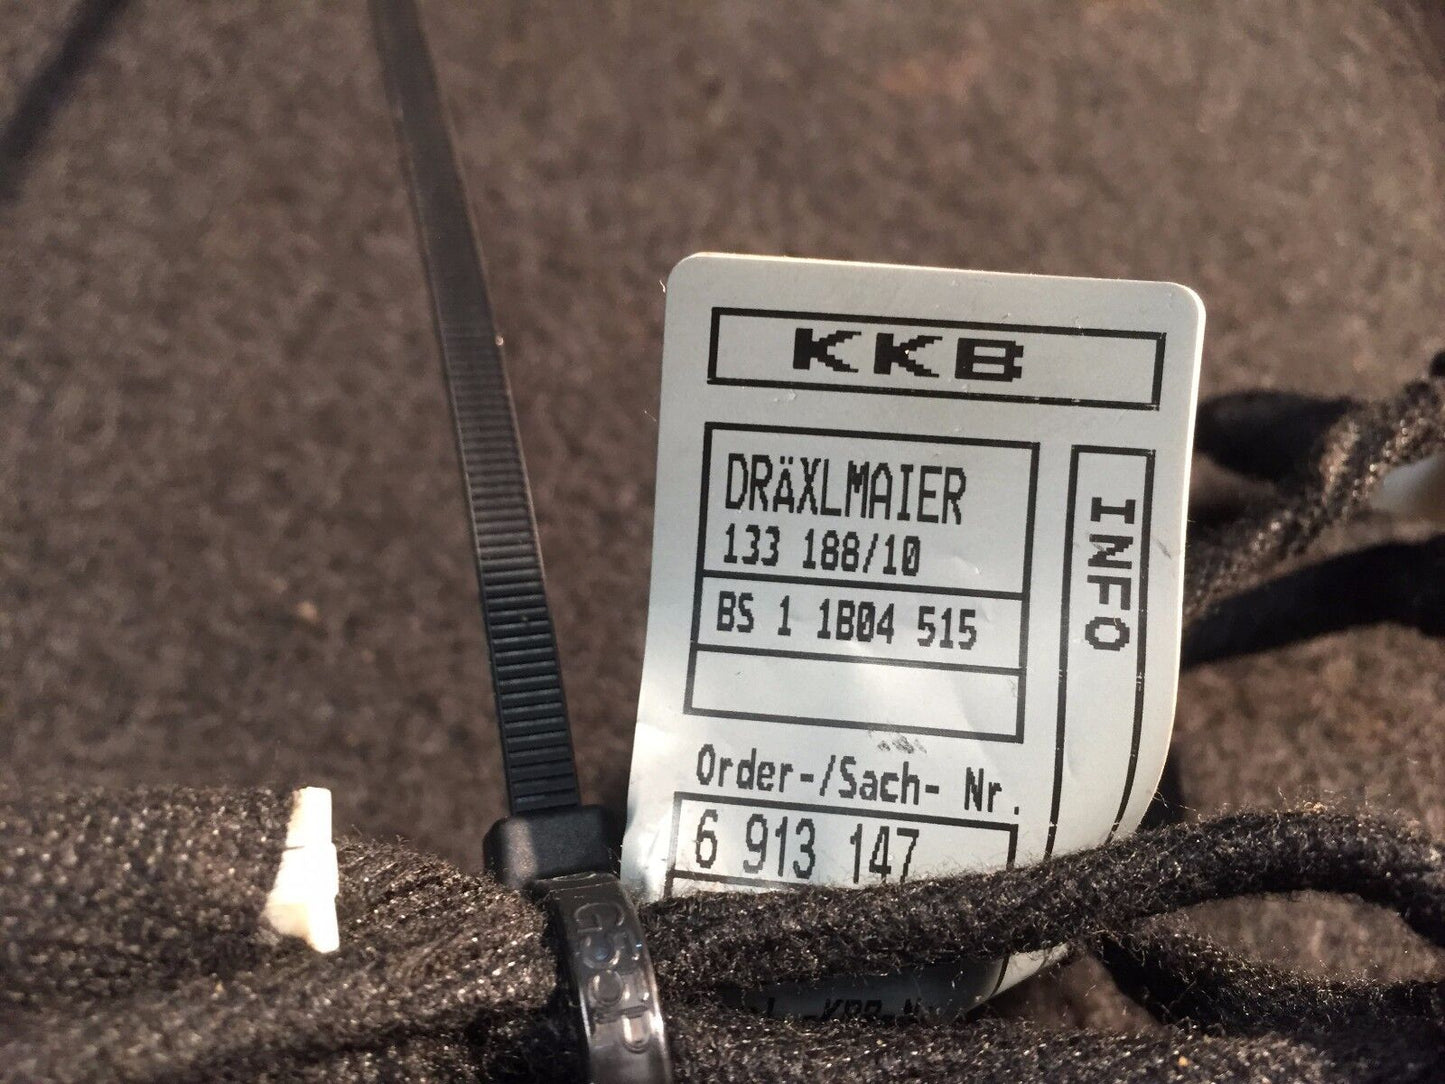 KKB
DRÄXLMAIER
133 188/10
BS 1 1B04 515
INFO
Order-/Sach- Nr.
6 913 147